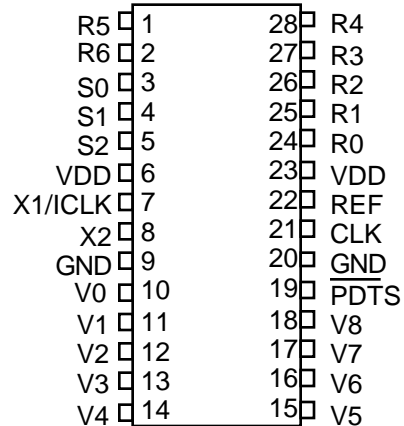 R5 1 28 R4
R6 2 27 R3
S0 3 26 R2
S1 4 25 R1
S2 5 24 R0
VDD 6 23 VDD
X1/ICLK 7 22 REF
X2 8 21 CLK
GND 9 20 GND
V0 10 19 PDTS
V1 11 18 V8
V2 12 17 V7
V3 13 16 V6
V4 14 15 V5